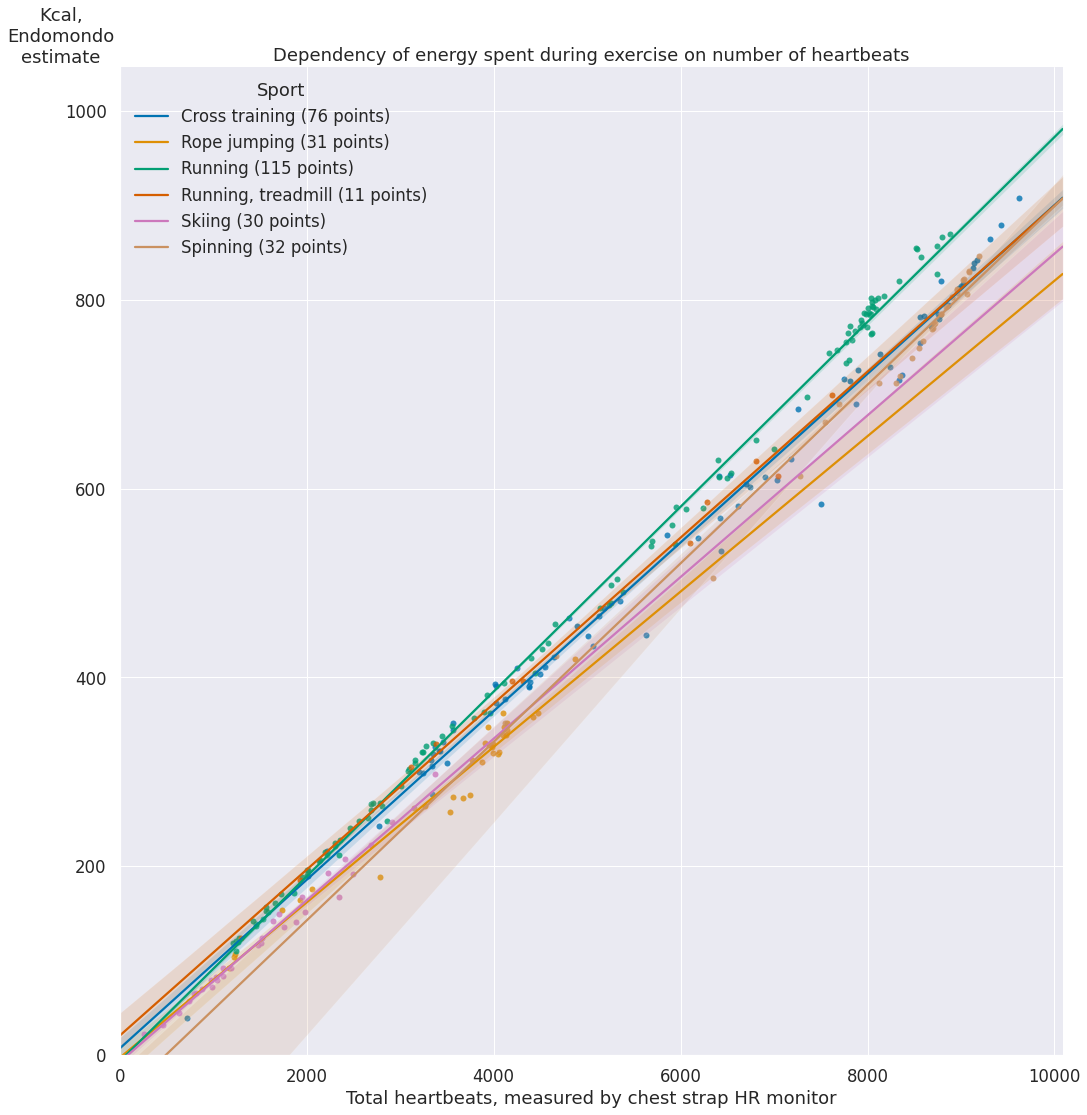 Kcal,
Endomondo
estimate
Dependency of energy spent during exercise on number of heartbeats
Sport
Cross training (76 points)
Rope jumping (31 points)
Running (115 points)
Running, treadmill (11 points)
Skiing (30 points)
Spinning (32 points)
1000
800
600
400
200
0
0 2000 4000 6000 8000 10000
Total heartbeats, measured by chest strap HR monitor